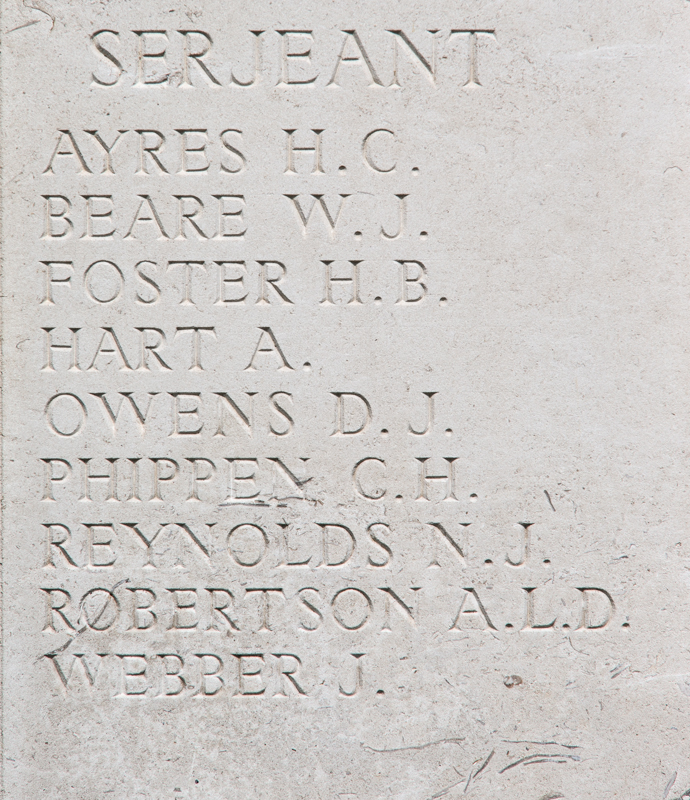 SERJEANT
AYRES H.C.
BEARE W.J.
FOSTER H.B.
HART A.
OWENS D.J.
PHIPPEN G.H.
REYNOLDS N.J.
ROBERTSON A.L.D.
WEBBER J.